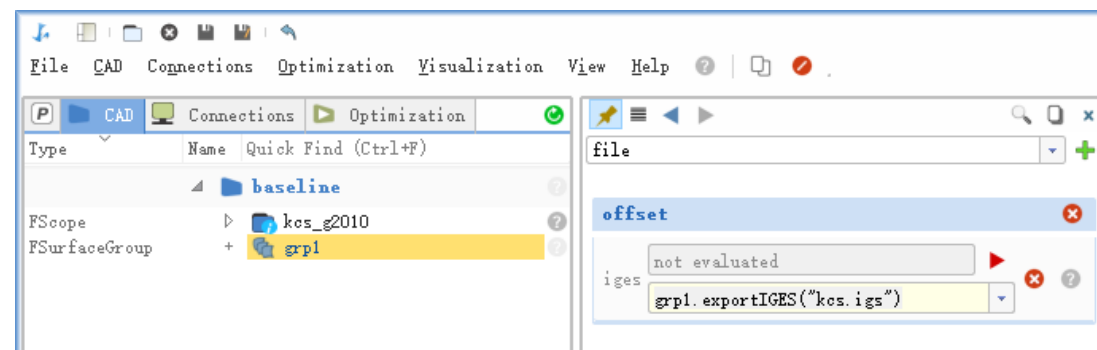 File CAD Connections Optimization Visualization View Help
P CAD Connections Optimization
Type Name Quick Find (Ctrl+F)
baseline
FScope kcs_g2010
FSurfaceGroup grp1
file
offset
not evaluated
iges
grp1.exportIGES("kcs.igs")